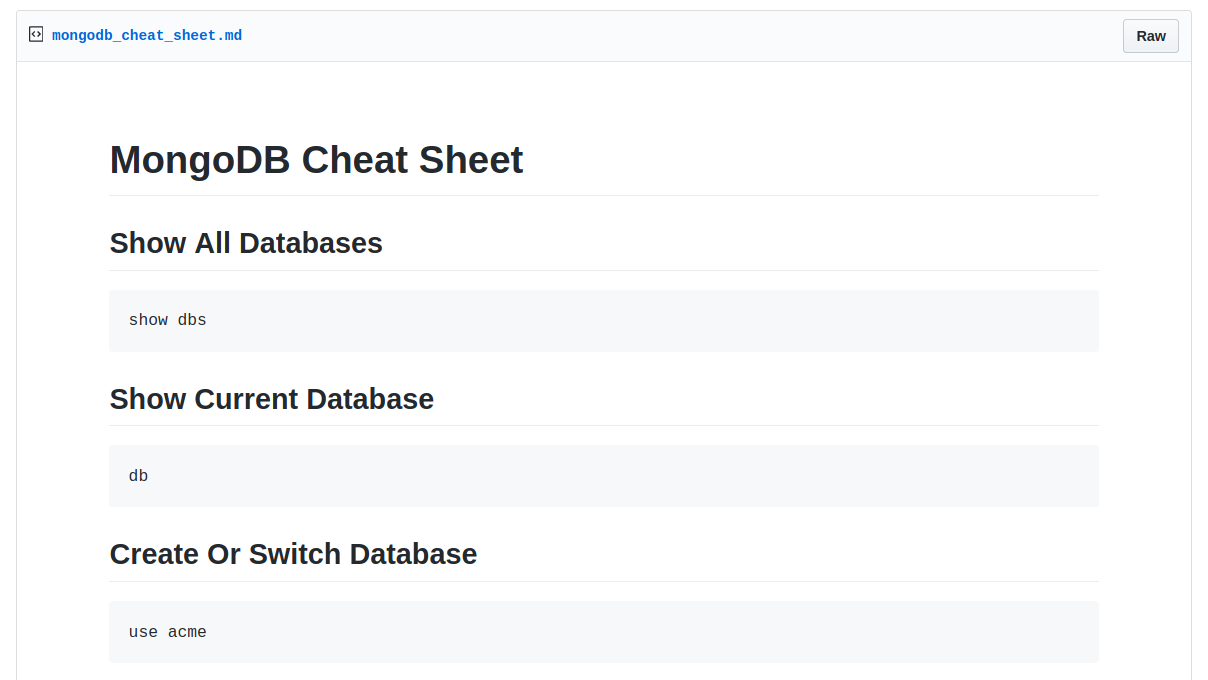 mongodb_cheat_sheet.md
Raw
MongoDB Cheat Sheet
Show All Databases
show dbs
Show Current Database
db
Create Or Switch Database
use acme